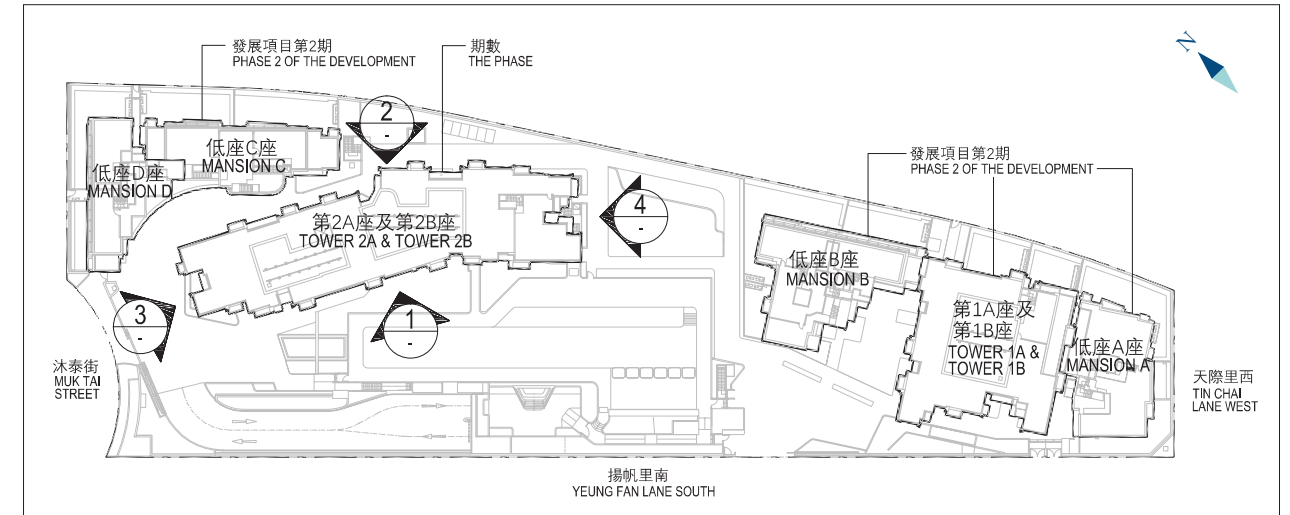 發展項目第2期
PHASE 2 OF THE DEVELOPMENT
期數
THE PHASE
N
2
-
低座C座
MANSION C
低座D座
MANSION D
發展項目第2期
PHASE 2 OF THE DEVELOPMENT
4
-
第2A座及第2B座
TOWER 2A & TOWER 2B
低座B座
MANSION B
3
-
1
-
第1A座及
第1B座
TOWER 1A &
TOWER 1B
低座A座
MANSION A
沐泰街
MUK TAI
STREET
天際里西
TIN CHAI
LANE WEST
揚帆里南
YEUNG FAN LANE SOUTH